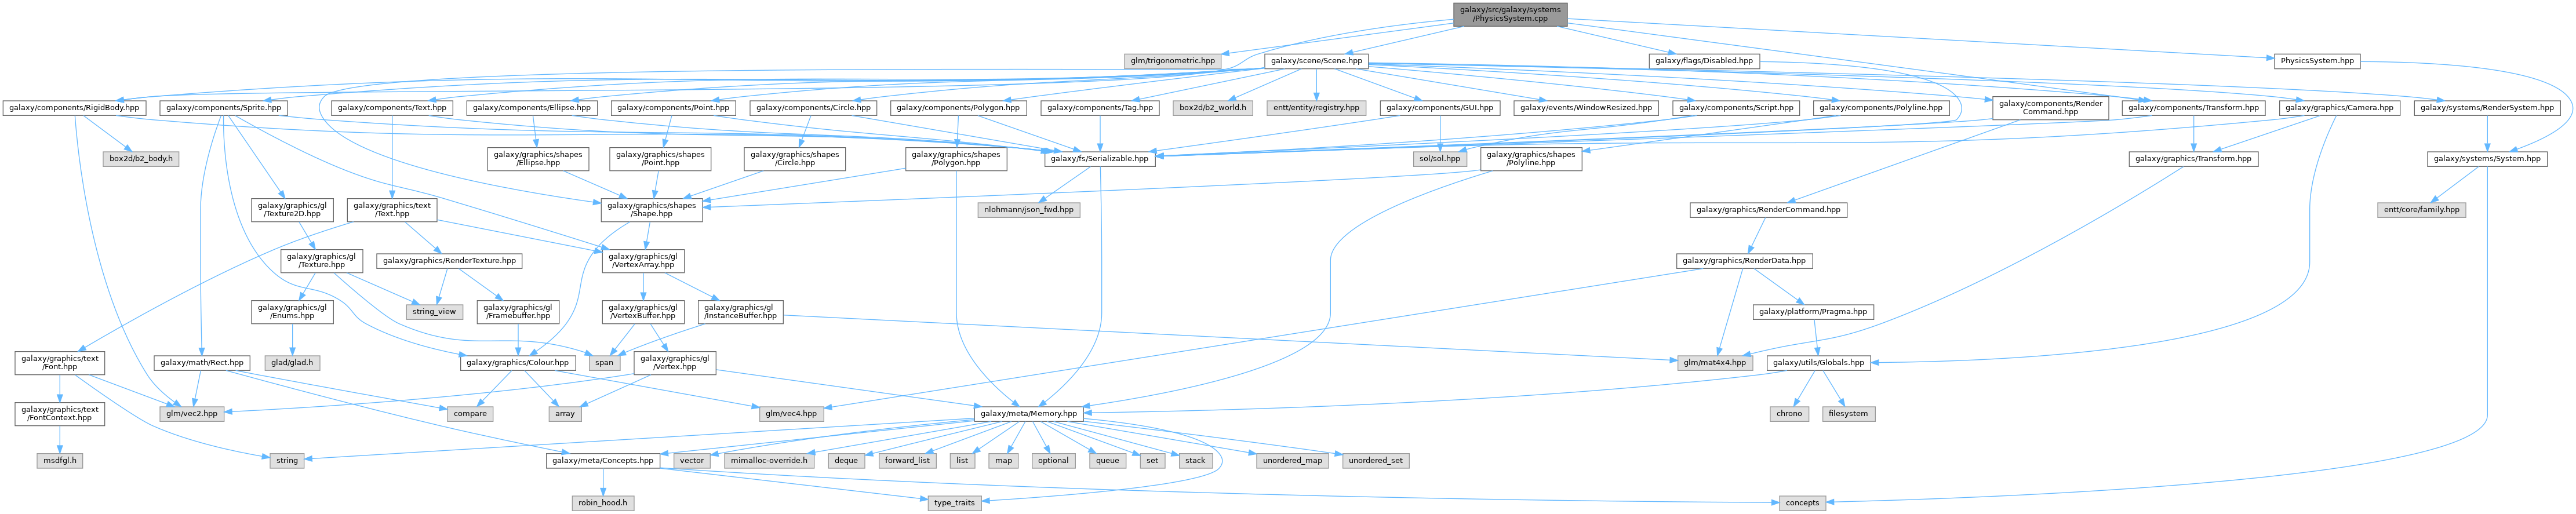 galaxy/src/galaxy/systems
/PhysicsSystem.cpp
glm/trigonometric.hpp
galaxy/scene/Scene.hpp
galaxy/flags/Disabled.hpp
PhysicsSystem.hpp
galaxy/components/RigidBody.hpp
galaxy/components/Sprite.hpp
galaxy/components/Text.hpp
galaxy/components/Ellipse.hpp
galaxy/components/Point.hpp
galaxy/components/Circle.hpp
galaxy/components/Polygon.hpp
galaxy/components/Tag.hpp
box2d/b2_world.h
entt/entity/registry.hpp
galaxy/components/GUI.hpp
galaxy/events/WindowResized.hpp
galaxy/components/Script.hpp
galaxy/components/Polyline.hpp
galaxy/components/Render
Command.hpp
galaxy/components/Transform.hpp
galaxy/graphics/Camera.hpp
galaxy/systems/RenderSystem.hpp
box2d/b2_body.h
galaxy/graphics/shapes
/Ellipse.hpp
galaxy/graphics/shapes
/Point.hpp
galaxy/graphics/shapes
/Circle.hpp
galaxy/graphics/shapes
/Polygon.hpp
galaxy/fs/Serializable.hpp
sol/sol.hpp
galaxy/graphics/shapes
/Polyline.hpp
galaxy/graphics/Transform.hpp
galaxy/systems/System.hpp
galaxy/graphics/gl
/Texture2D.hpp
galaxy/graphics/text
/Text.hpp
galaxy/graphics/shapes
/Shape.hpp
nlohmann/json_fwd.hpp
galaxy/graphics/RenderCommand.hpp
entt/core/family.hpp
galaxy/graphics/gl
/Texture.hpp
galaxy/graphics/RenderTexture.hpp
galaxy/graphics/gl
/VertexArray.hpp
galaxy/graphics/RenderData.hpp
galaxy/graphics/gl
/Enums.hpp
string_view
galaxy/graphics/gl
/Framebuffer.hpp
galaxy/graphics/gl
/VertexBuffer.hpp
galaxy/graphics/gl
/InstanceBuffer.hpp
galaxy/platform/Pragma.hpp
galaxy/graphics/text
/Font.hpp
galaxy/math/Rect.hpp
glad/glad.h
galaxy/graphics/Colour.hpp
span
galaxy/graphics/gl
/Vertex.hpp
glm/mat4x4.hpp
galaxy/utils/Globals.hpp
galaxy/graphics/text
/FontContext.hpp
glm/vec2.hpp
compare
array
glm/vec4.hpp
galaxy/meta/Memory.hpp
chrono
filesystem
msdfgl.h
string
galaxy/meta/Concepts.hpp
vector
mimalloc-override.h
deque
forward_list
list
map
optional
queue
set
stack
unordered_map
unordered_set
robin_hood.h
type_traits
concepts